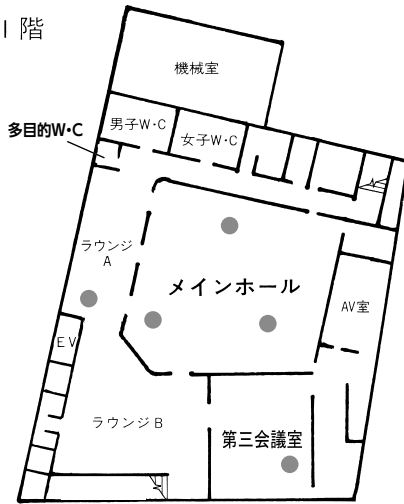 1階
機械室
男子W・C
女子W・C
多目的W・C
ラウンジ
A
メインホール
AV室
EV
ラウンジB
第三会議室